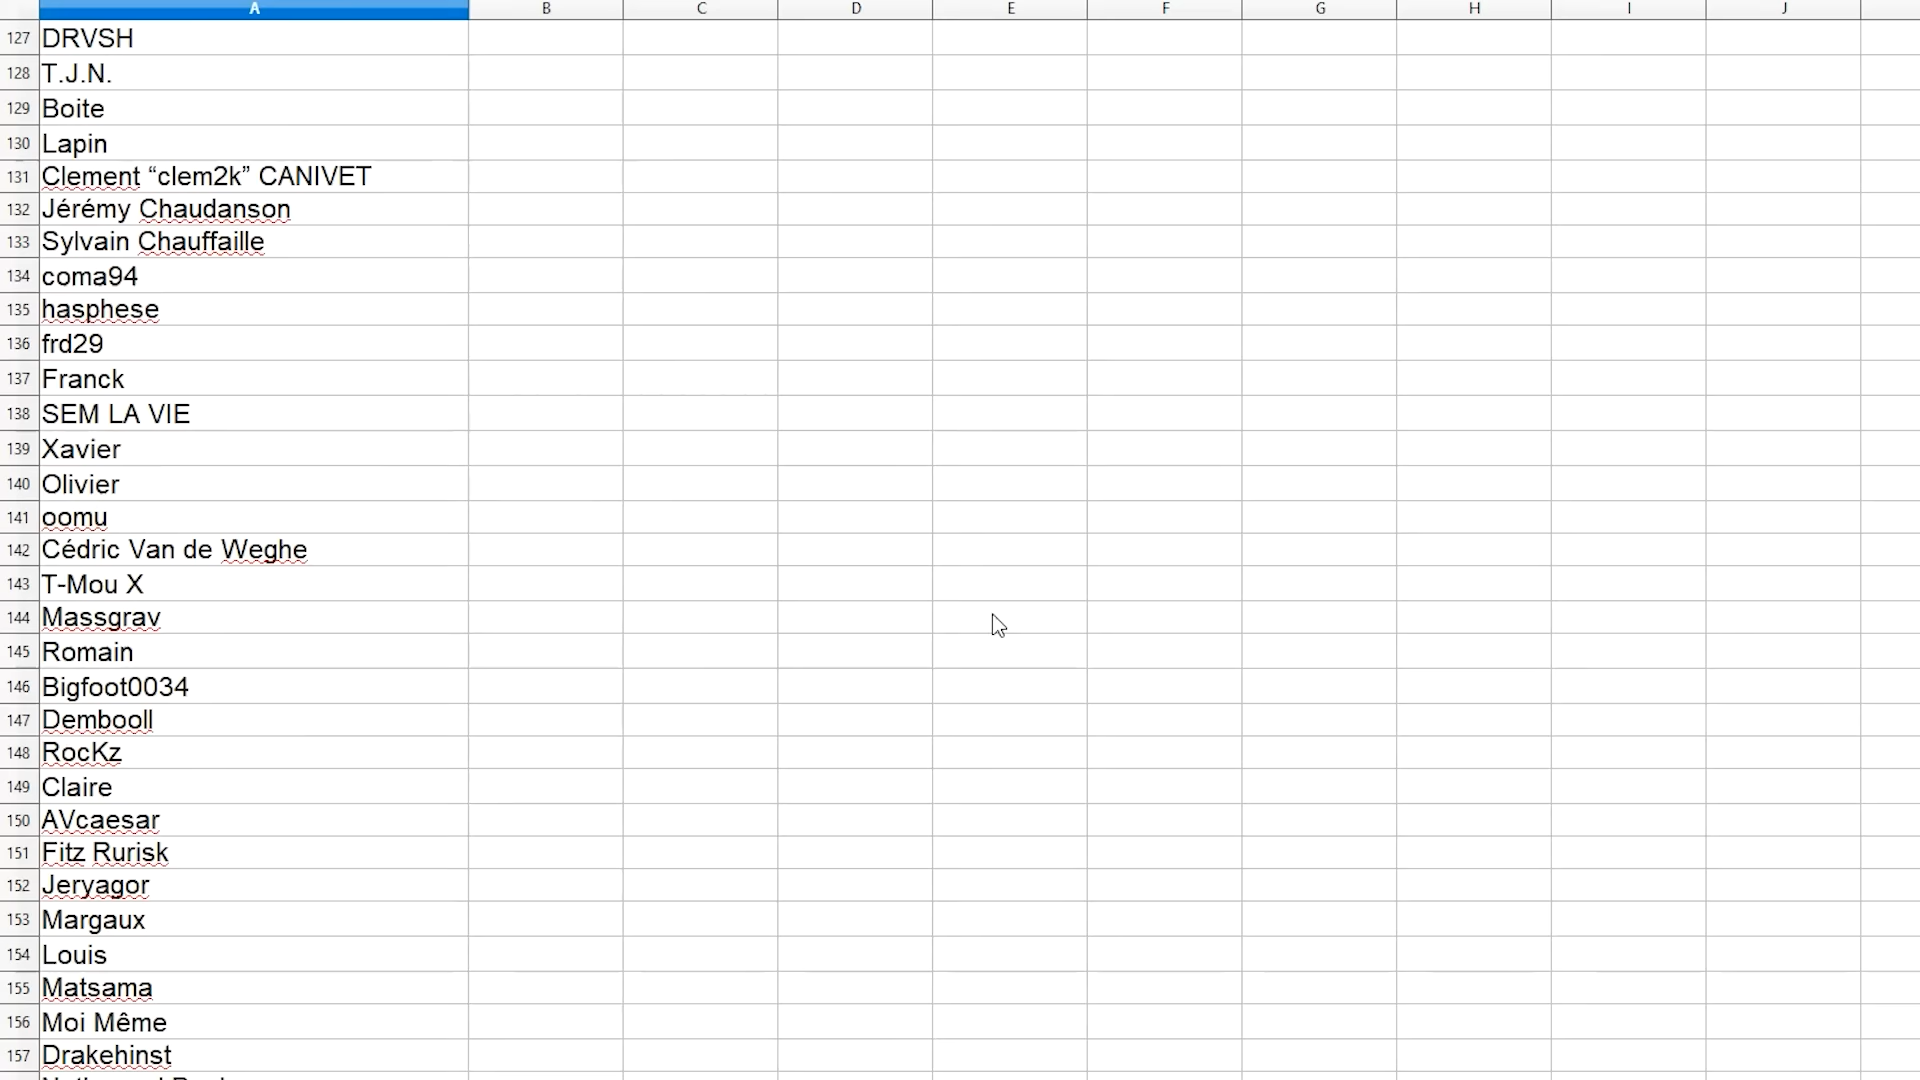 A B C D E F G H I J
127 DRVSH
128 T.J.N.
129 Boite
130 Lapin
131 Clement “clem2k” CANIVET
132 Jérémy Chaudanson
133 Sylvain Chauffaille
134 coma94
135 hasphese
136 frd29
137 Franck
138 SEM LA VIE
139 Xavier
140 Olivier
141 oomu
142 Cédric Van de Weghe
143 T-Mou X
144 Massgrav
145 Romain
146 Bigfoot0034
147 Dembooll
148 RocKz
149 Claire
150 AVcaesar
151 Fitz Rurisk
152 Jeryagor
153 Margaux
154 Louis
155 Matsama
156 Moi Même
157 Drakehinst